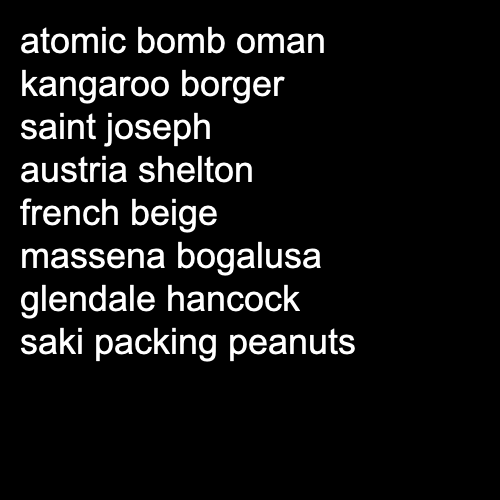 atomic bomb oman
kangaroo borger
saint joseph
austria shelton
french beige
massena bogalusa
glendale hancock
saki packing peanuts